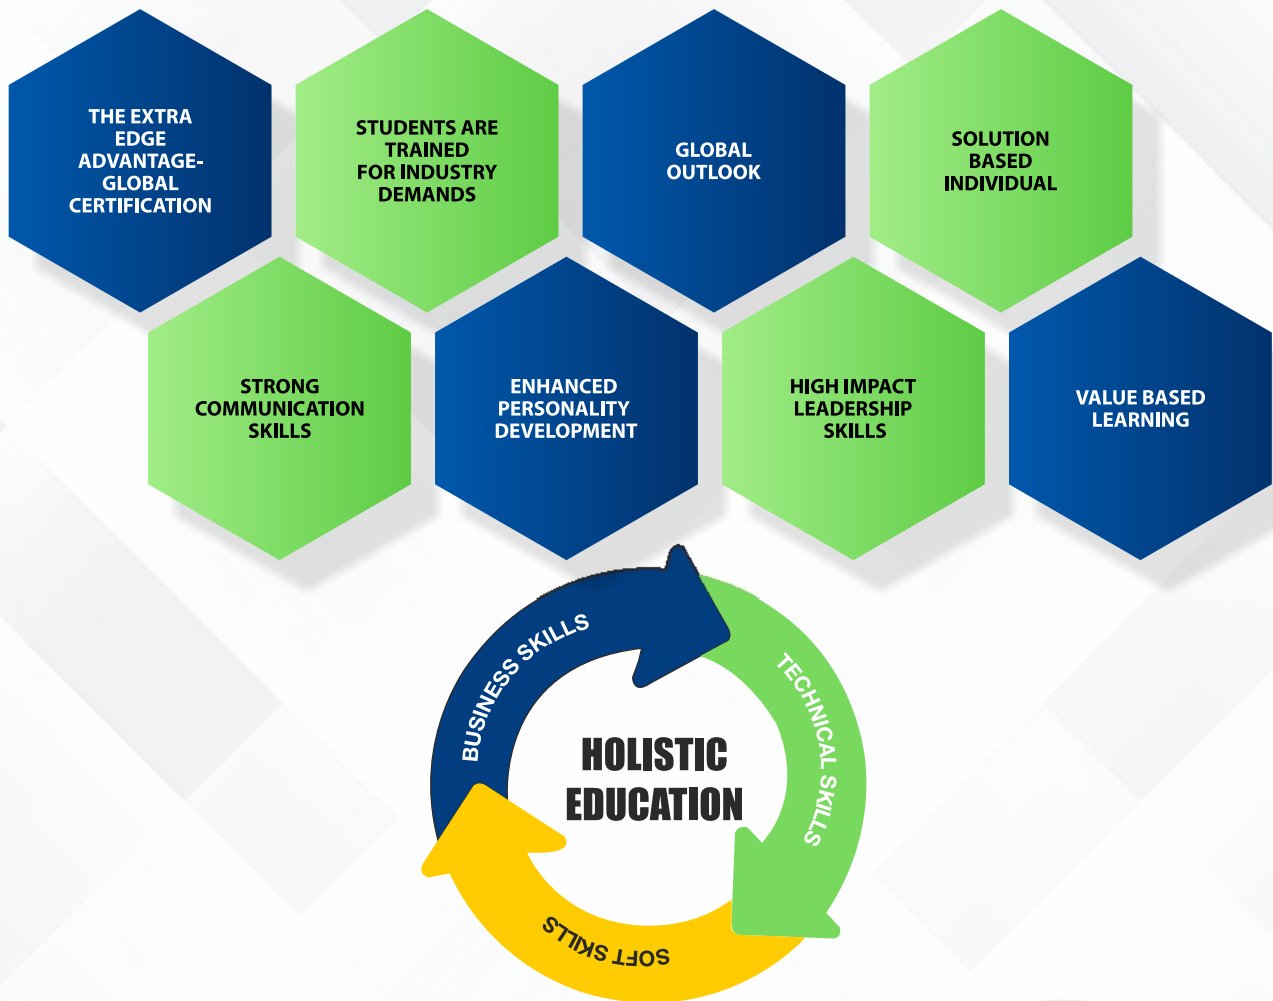 THE EXTRA
EDGE
ADVANTAGE-
GLOBAL
CERTIFICATION
STUDENTS ARE
TRAINED
FOR INDUSTRY
DEMANDS
GLOBAL
OUTLOOK
SOLUTION
BASED
INDIVIDUAL
STRONG
COMMUNICATION
SKILLS
ENHANCED
PERSONALITY
DEVELOPMENT
HIGH IMPACT
LEADERSHIP
SKILLS
VALUE BASED
LEARNING
BUSINESS SKILLS
TECHNICAL SKILLS
HOLISTIC
EDUCATION
SOFT SKILLS